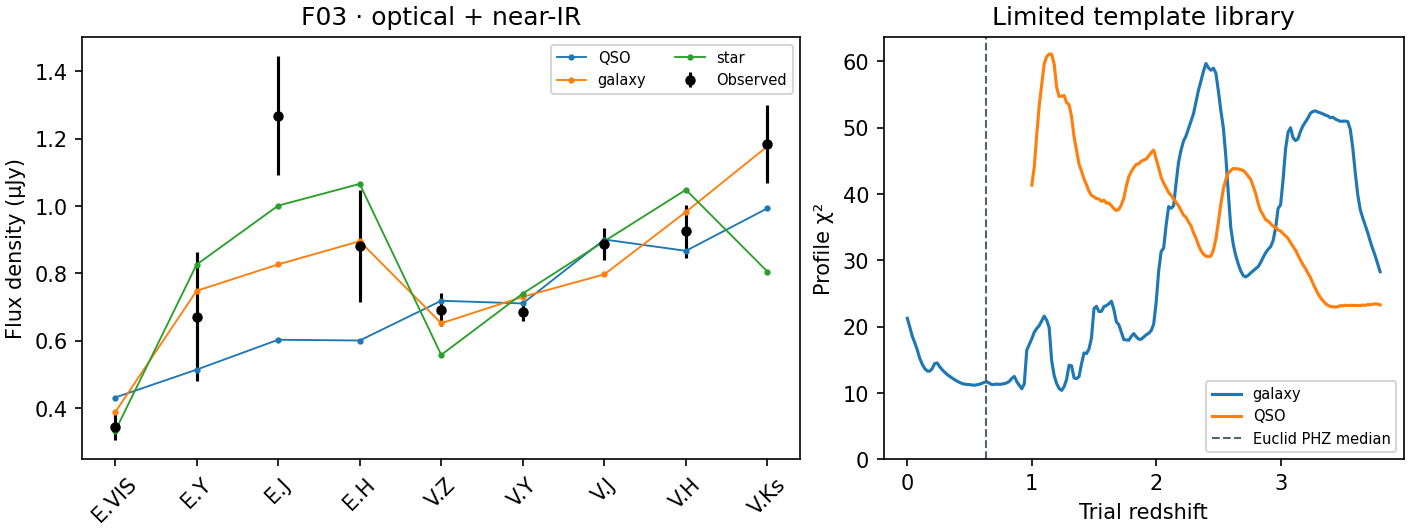 F03 · optical + near-IR
Flux density (μJy)
1.4
1.2
1.0
0.8
0.6
0.4
QSO
galaxy
star
Observed
E.VIS
E.Y
E.J
E.H
V.Z
V.Y
V.J
V.H
V.Ks
Limited template library
Profile χ²
60
50
40
30
20
10
0
galaxy
QSO
Euclid PHZ median
0
1
2
3
Trial redshift